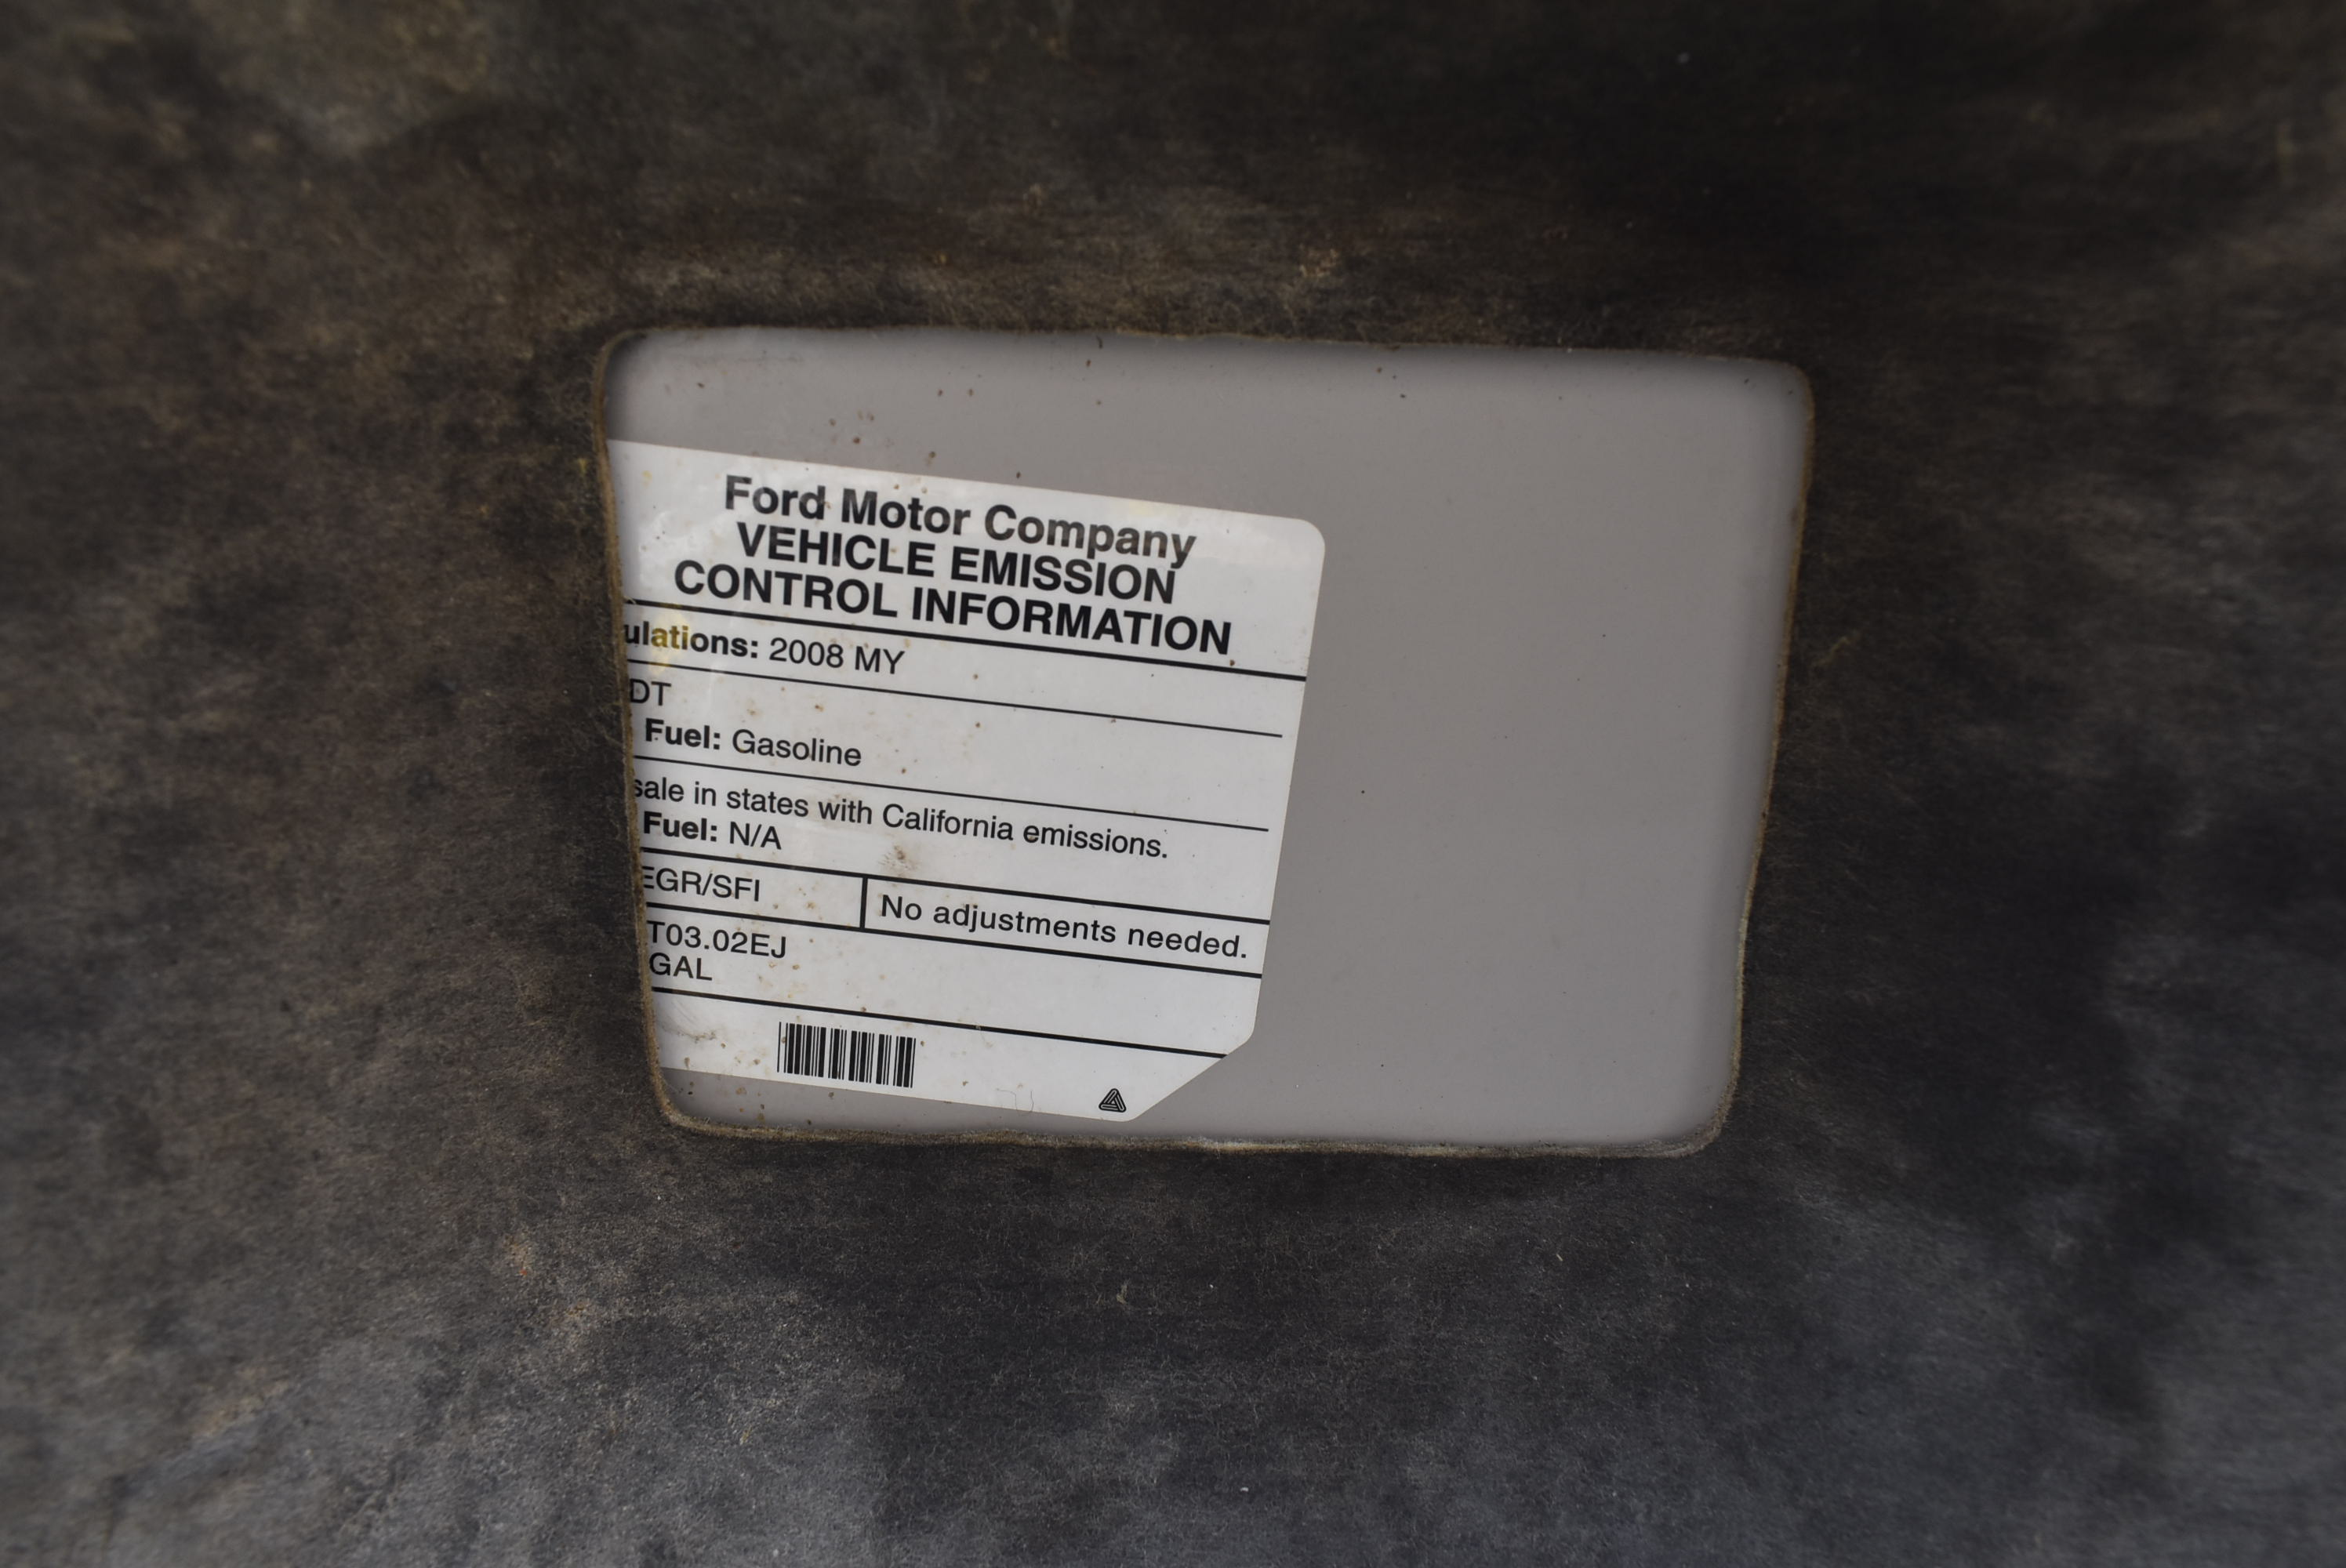 Ford Motor Company
VEHICLE EMISSION
CONTROL INFORMATION
ulations: 2008 MY
DT
Fuel: Gasoline
sale in states with California emissions.
Fuel: N/A
EGR/SFI No adjustments needed.
T03.02EJ
GAL